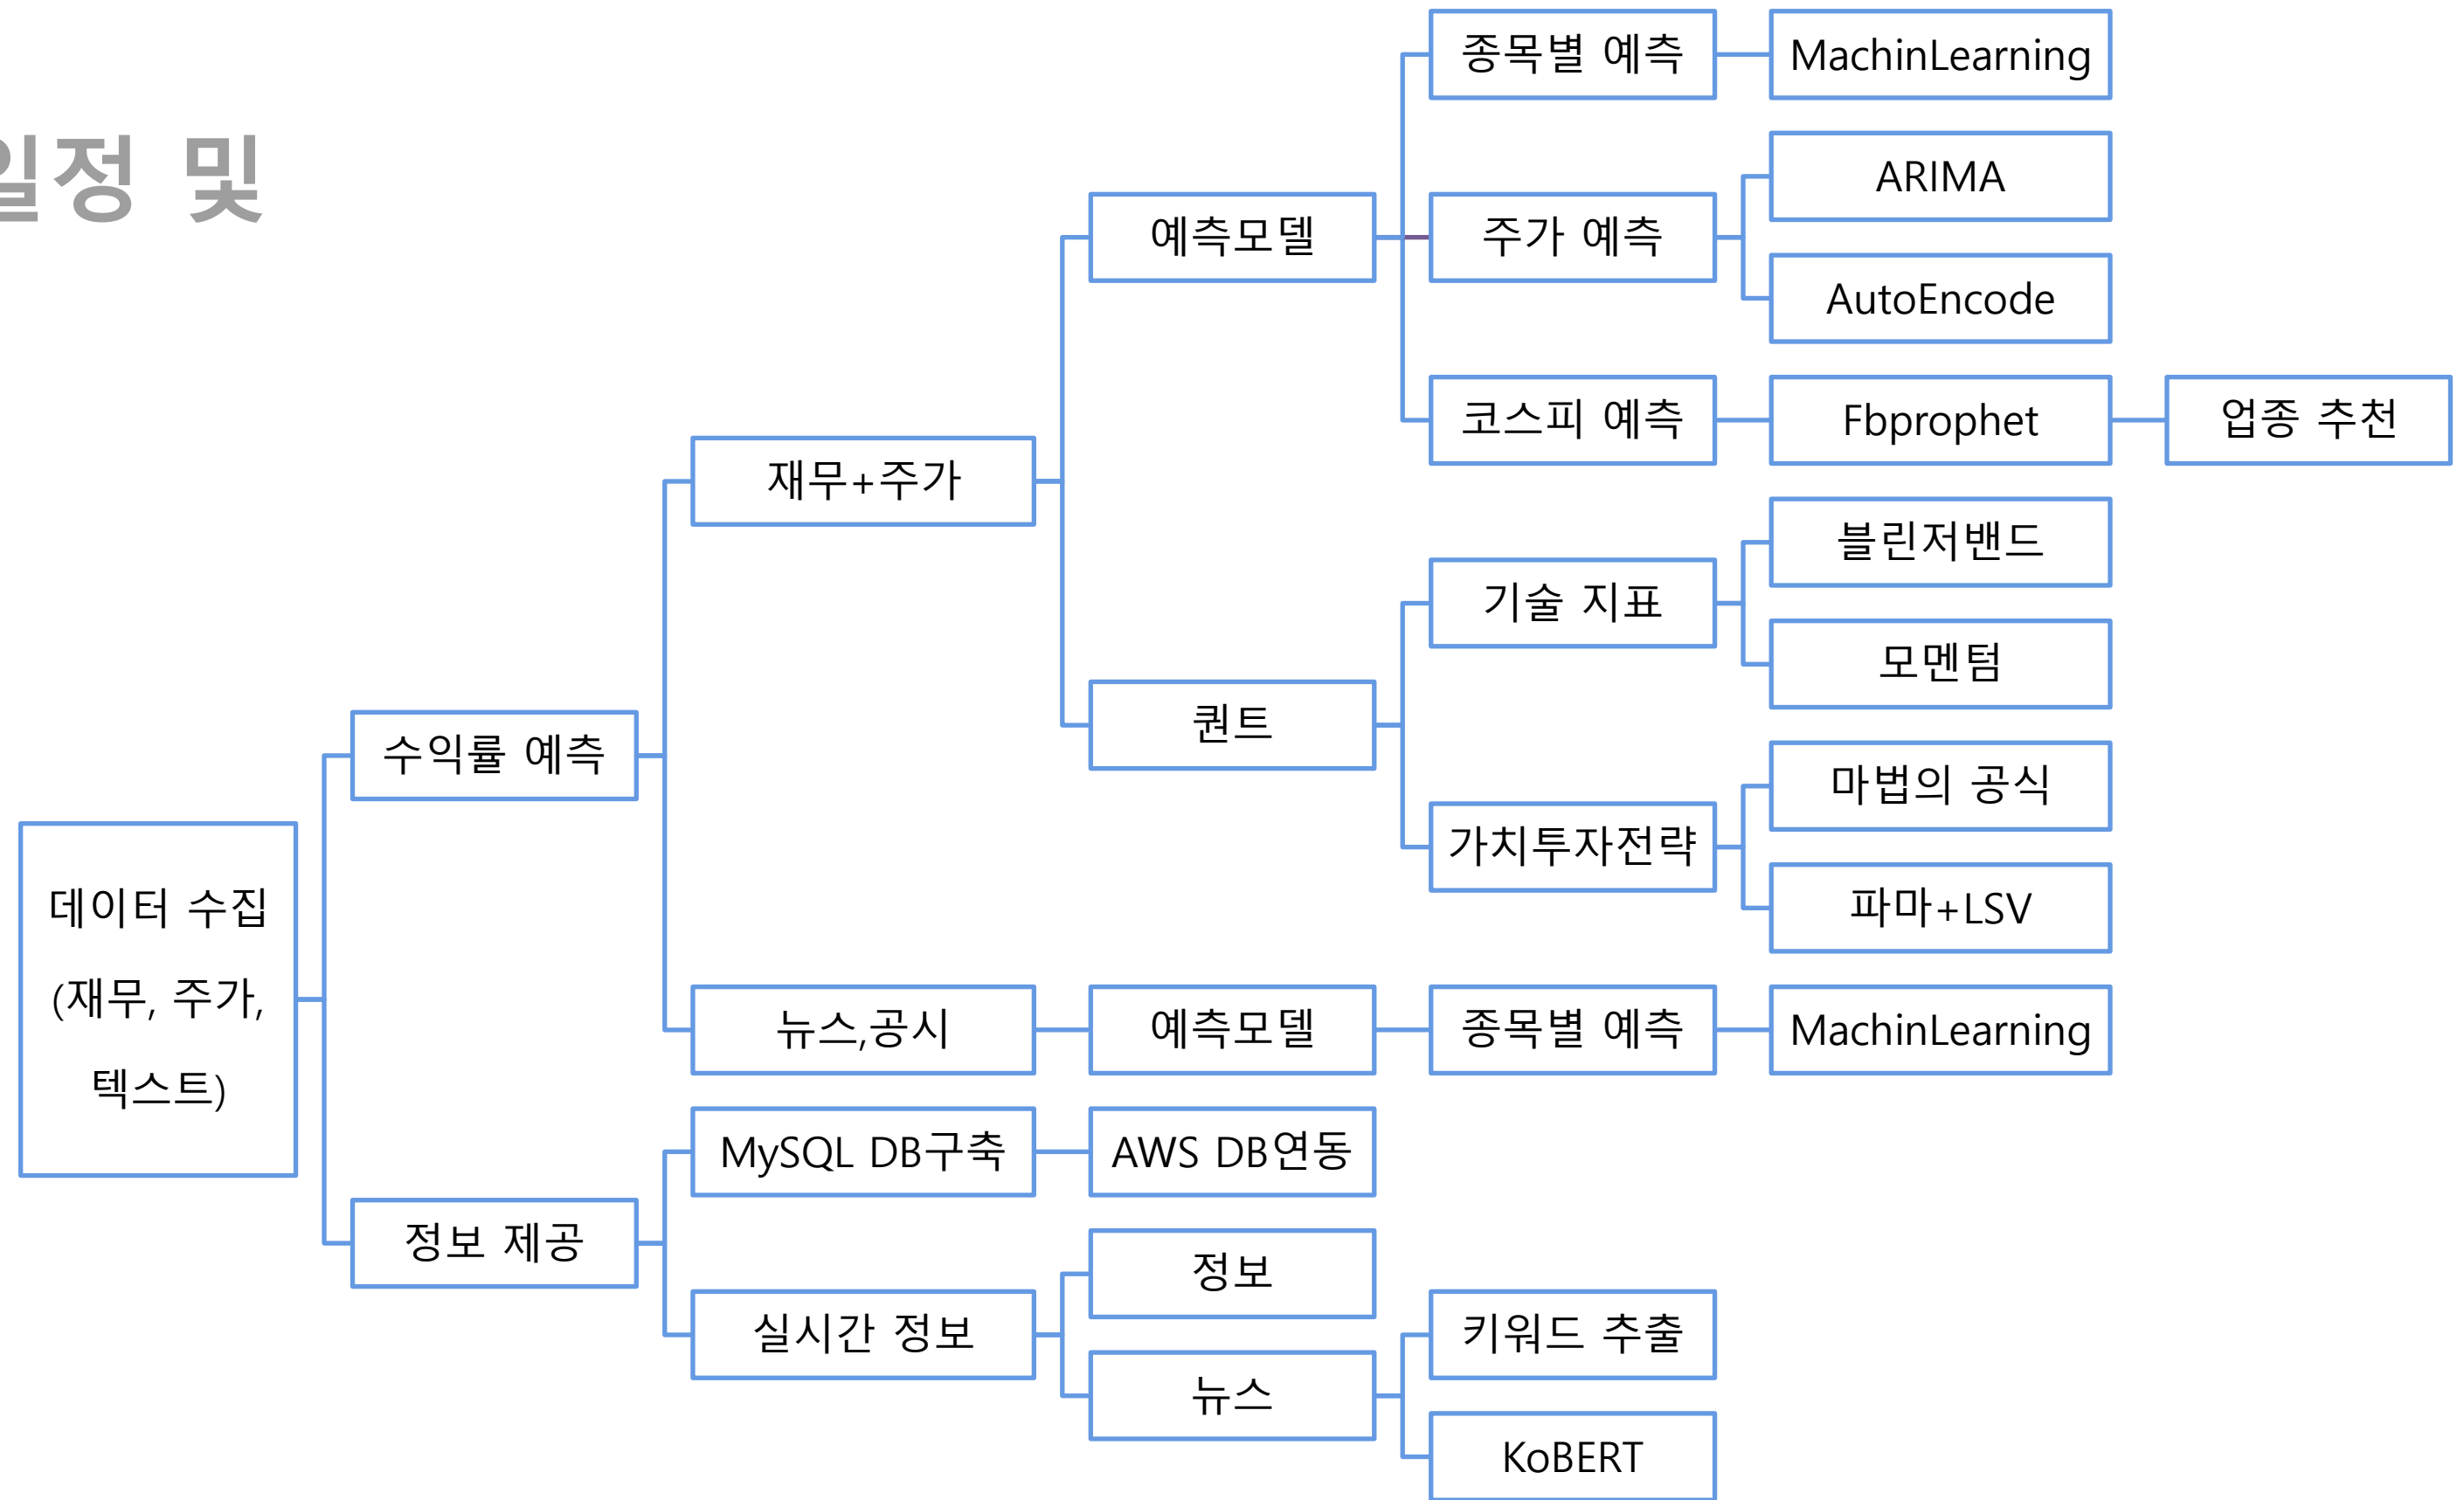 일정 및
종목별 예측
MachinLearning
ARIMA
예측모델
주가 예측
AutoEncode
코스피 예측
Fbprophet
업종 추천
재무+주가
블린저밴드
기술 지표
모멘텀
퀀트
수익률 예측
마법의 공식
가치투자전략
파마+LSV
데이터 수집
(재무, 주가,
텍스트)
뉴스,공시
예측모델
종목별 예측
MachinLearning
MySQL DB구축
AWS DB연동
정보 제공
정보
실시간 정보
키워드 추출
뉴스
KoBERT